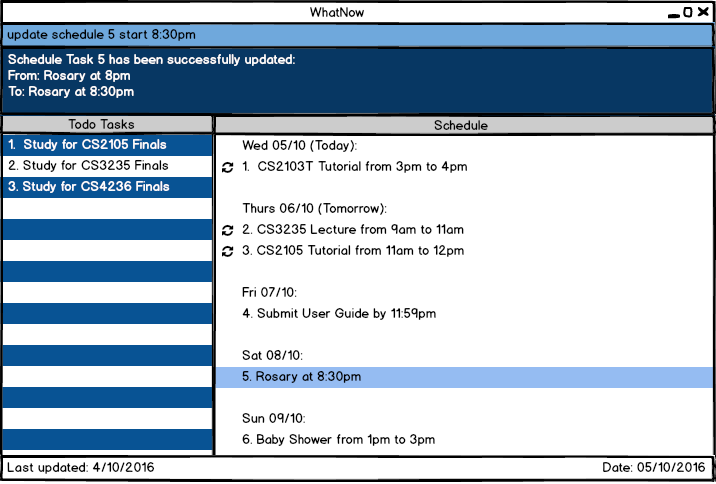 WhatNow
update schedule 5 start 8:30pm
Schedule Task 5 has been successfully updated:
From: Rosary at 8pm
To: Rosary at 8:30pm
Todo Tasks
1. Study for CS2105 Finals
2. Study for CS3235 Finals
3. Study for CS4236 Finals
Schedule
Wed 05/10 (Today):
1. CS2103T Tutorial from 3pm to 4pm
Thurs 06/10 (Tomorrow):
2. CS3235 Lecture from 9am to 11am
3. CS2105 Tutorial from 11am to 12pm
Fri 07/10:
4. Submit User Guide by 11:59pm
Sat 08/10:
5. Rosary at 8:30pm
Sun 09/10:
6. Baby Shower from 1pm to 3pm
Last updated: 4/10/2016
Date: 05/10/2016